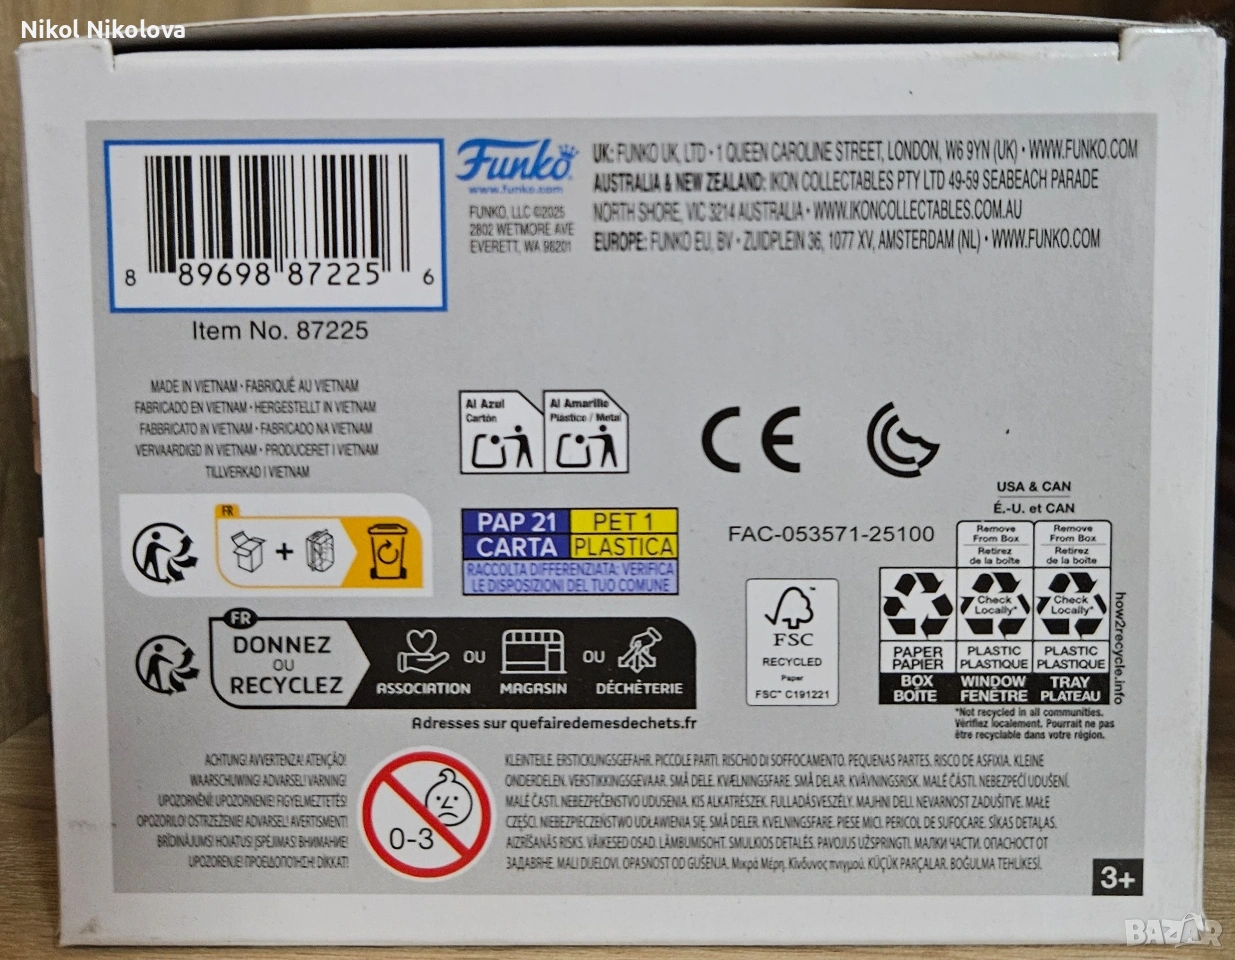 Nikol Nikolova
8 89698 87225 6
Item No. 87225
Funko
www.funko.com
FUNKO, LLC ©2025
2802 WETMORE AVE
EVERETT, WA 98201
UK: FUNKO UK, LTD • 1 QUEEN CAROLINE STREET, LONDON, W6 9YN (UK) • WWW.FUNKO.COM
AUSTRALIA & NEW ZEALAND: IKON COLLECTABLES PTY LTD 49-59 SEABEACH PARADE
NORTH SHORE, VIC 3214 AUSTRALIA • WWW.IKONCOLLECTABLES.COM.AU
EUROPE: FUNKO EU, BV • ZUIDPLEIN 36, 1077 XV, AMSTERDAM (NL) • WWW.FUNKO.COM
MADE IN VIETNAM • FABRIQUÉ AU VIETNAM
FABRICADO EN VIETNAM • HERGESTELLT IN VIETNAM
FABBRICATO IN VIETNAM • FABRICADO NA VIETNAM
VERVAARDIGD IN VIETNAM • PRODUCERET I VIETNAM
TILLVERKAD I VIETNAM
Al Azul
Cartón
Al Amarillo
Plástico / Metal
CE
FR
+
PAP 21
CARTA
PET 1
PLASTICA
RACCOLTA DIFFERENZIATA: VERIFICA
LE DISPOSIZIONI DEL TUO COMUNE
FAC-053571-25100
USA & CAN
É.-U. et CAN
Remove
From Box
Retirez
de la boîte
Remove
From Box
Retirez
de la boîte
Check
Locally*
Check
Locally*
PAPER
PAPIER
BOX
BOÎTE
PLASTIC
PLASTIQUE
WINDOW
FENÊTRE
PLASTIC
PLASTIQUE
TRAY
PLATEAU
how2recycle.info
*Not recycled in all communities.
Vérifiez localement. Pourrait ne pas
être recyclable dans votre région.
FSC
RECYCLED
Paper
FSC™ C191221
FR
DONNEZ
OU
RECYCLEZ
ASSOCIATION
OU
MAGASIN
OU
DÉCHÈTERIE
Adresses sur quefairedemesdechets.fr
ACHTUNG! AVVERTENZA! ATENÇÃO!
WAARSCHUWING! ADVARSEL! VARNING!
UPOZORNĚNÍ! UPOZORNENIE! FIGYELMEZTETÉS!
OPOZORILO! OSTRZEŻENIE! ADVARSEL! AVERTISMENT!
BRĪDINĀJUMS! HOIATUS! ĮSPĖJIMAS! ВНИМАНИЕ!
UPOZORENJE! ΠΡΟΕΙΔΟΠΟΙΗΣΗ! DİKKAT!
0-3
KLEINTEILE. ERSTICKUNGSGEFAHR. PICCOLE PARTI. RISCHIO DI SOFFOCAMENTO. PEQUENAS PARTES. RISCO DE ASFIXIA. KLEINE
ONDERDELEN. VERSTIKKINGSGEVAAR. SMÅ DELE. KVÆLNINGSFARE. SMÅ DELAR. KVÄVNINGSRISK. MALÉ ČÁSTI. NEBEZPEČÍ UDUŠENÍ.
MALÉ ČASTI. NEBEZPEČENSTVO UDUSENIA. KIS ALKATRÉSZEK. FULLADÁSVESZÉLY. MAJHNI DELI. NEVARNOST ZADUŠITVE. MAŁE
CZĘŚCI. NIEBEZPIECZEŃSTWO UDŁAWIENIA SIĘ. SMÅ DELER. KVELNINGSFARE. PIESE MICI. PERICOL DE SUFOCARE. SĪKAS DETAĻAS.
AIZRĪŠANĀS RISKS. VÄIKESED OSAD. LÄMBUMISOHT. SMULKIOS DETALĖS. PAVOJUS UŽSPRINGTI. МАЛКИ ЧАСТИ. ОПАСНОСТ ОТ
ЗАДАВЯНЕ. MALI DIJELOVI. OPASNOST OD GUŠENJA. Μικρά Μέρη. Κίνδυνος πνιγμού. KÜÇÜK PARÇALAR. BOĞULMA TEHLİKESİ.
3+
BAZAR